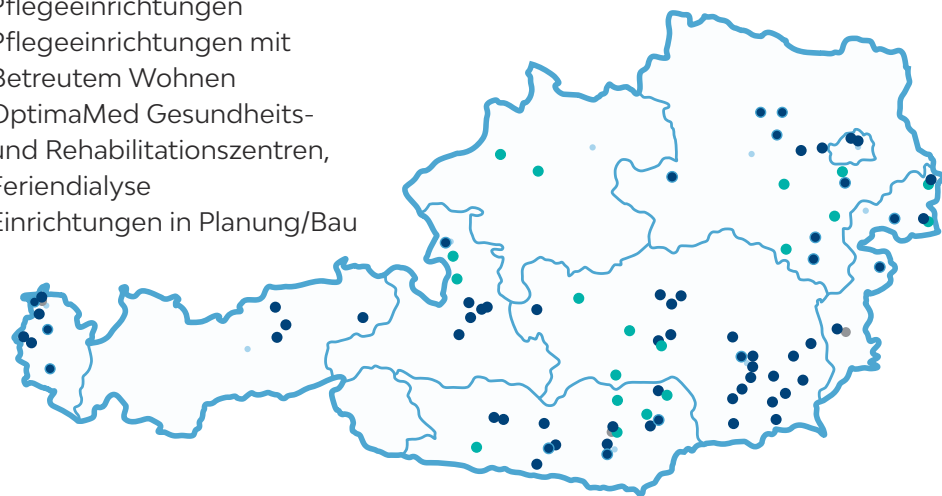 Pflegeeinrichtungen
Pflegeeinrichtungen mit
Betreutem Wohnen
OptimaMed Gesundheits-
und Rehabilitationszentren,
Feriendialyse
Einrichtungen in Planung/Bau